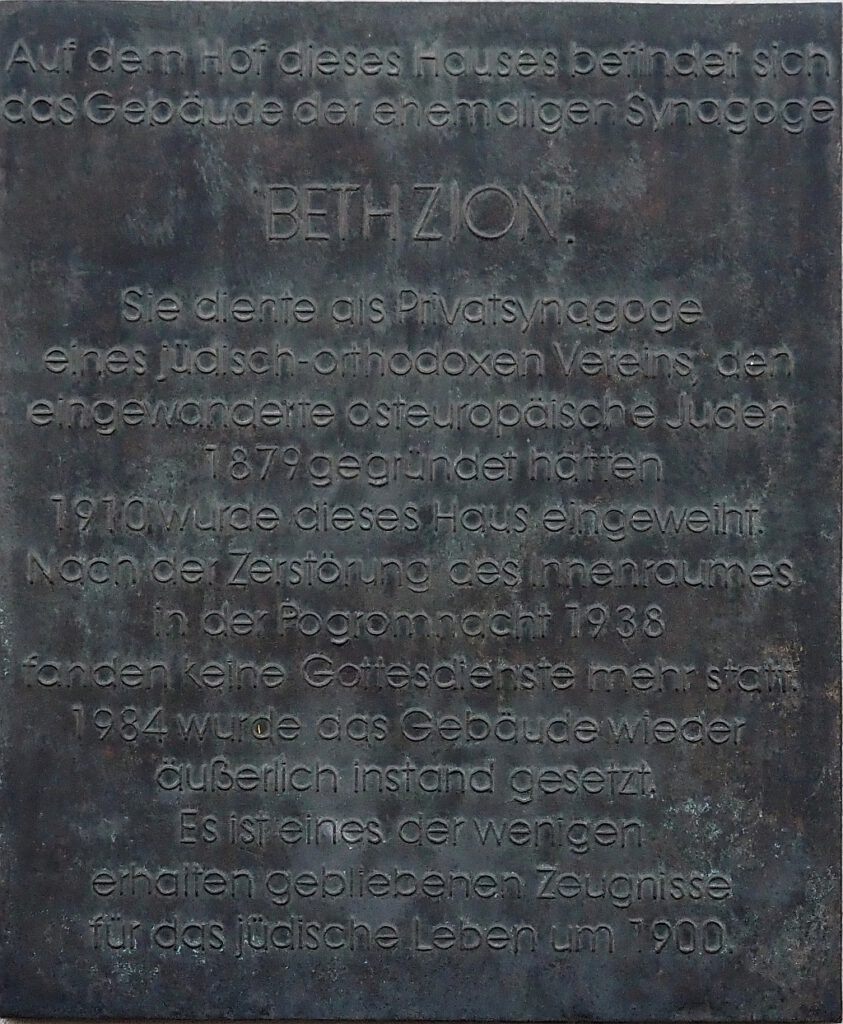 Auf dem Hof dieses Hauses befindet sich
das Gebäude der ehemaligen Synagoge
'BETH ZION'.
Sie diente als Privatsynagoge
eines jüdisch-orthodoxen Vereins, den
eingewanderte osteuropäische Juden
1879 gegründet hatten
1910 wurde dieses Haus eingeweiht.
Nach der Zerstörung des Innenraumes
in der Pogromnacht 1938
fanden keine Gottesdienste mehr statt.
1984 wurde das Gebäude wieder
äußerlich instand gesetzt.
Es ist eines der wenigen
erhalten gebliebenen Zeugnisse
für das jüdische Leben um 1900.